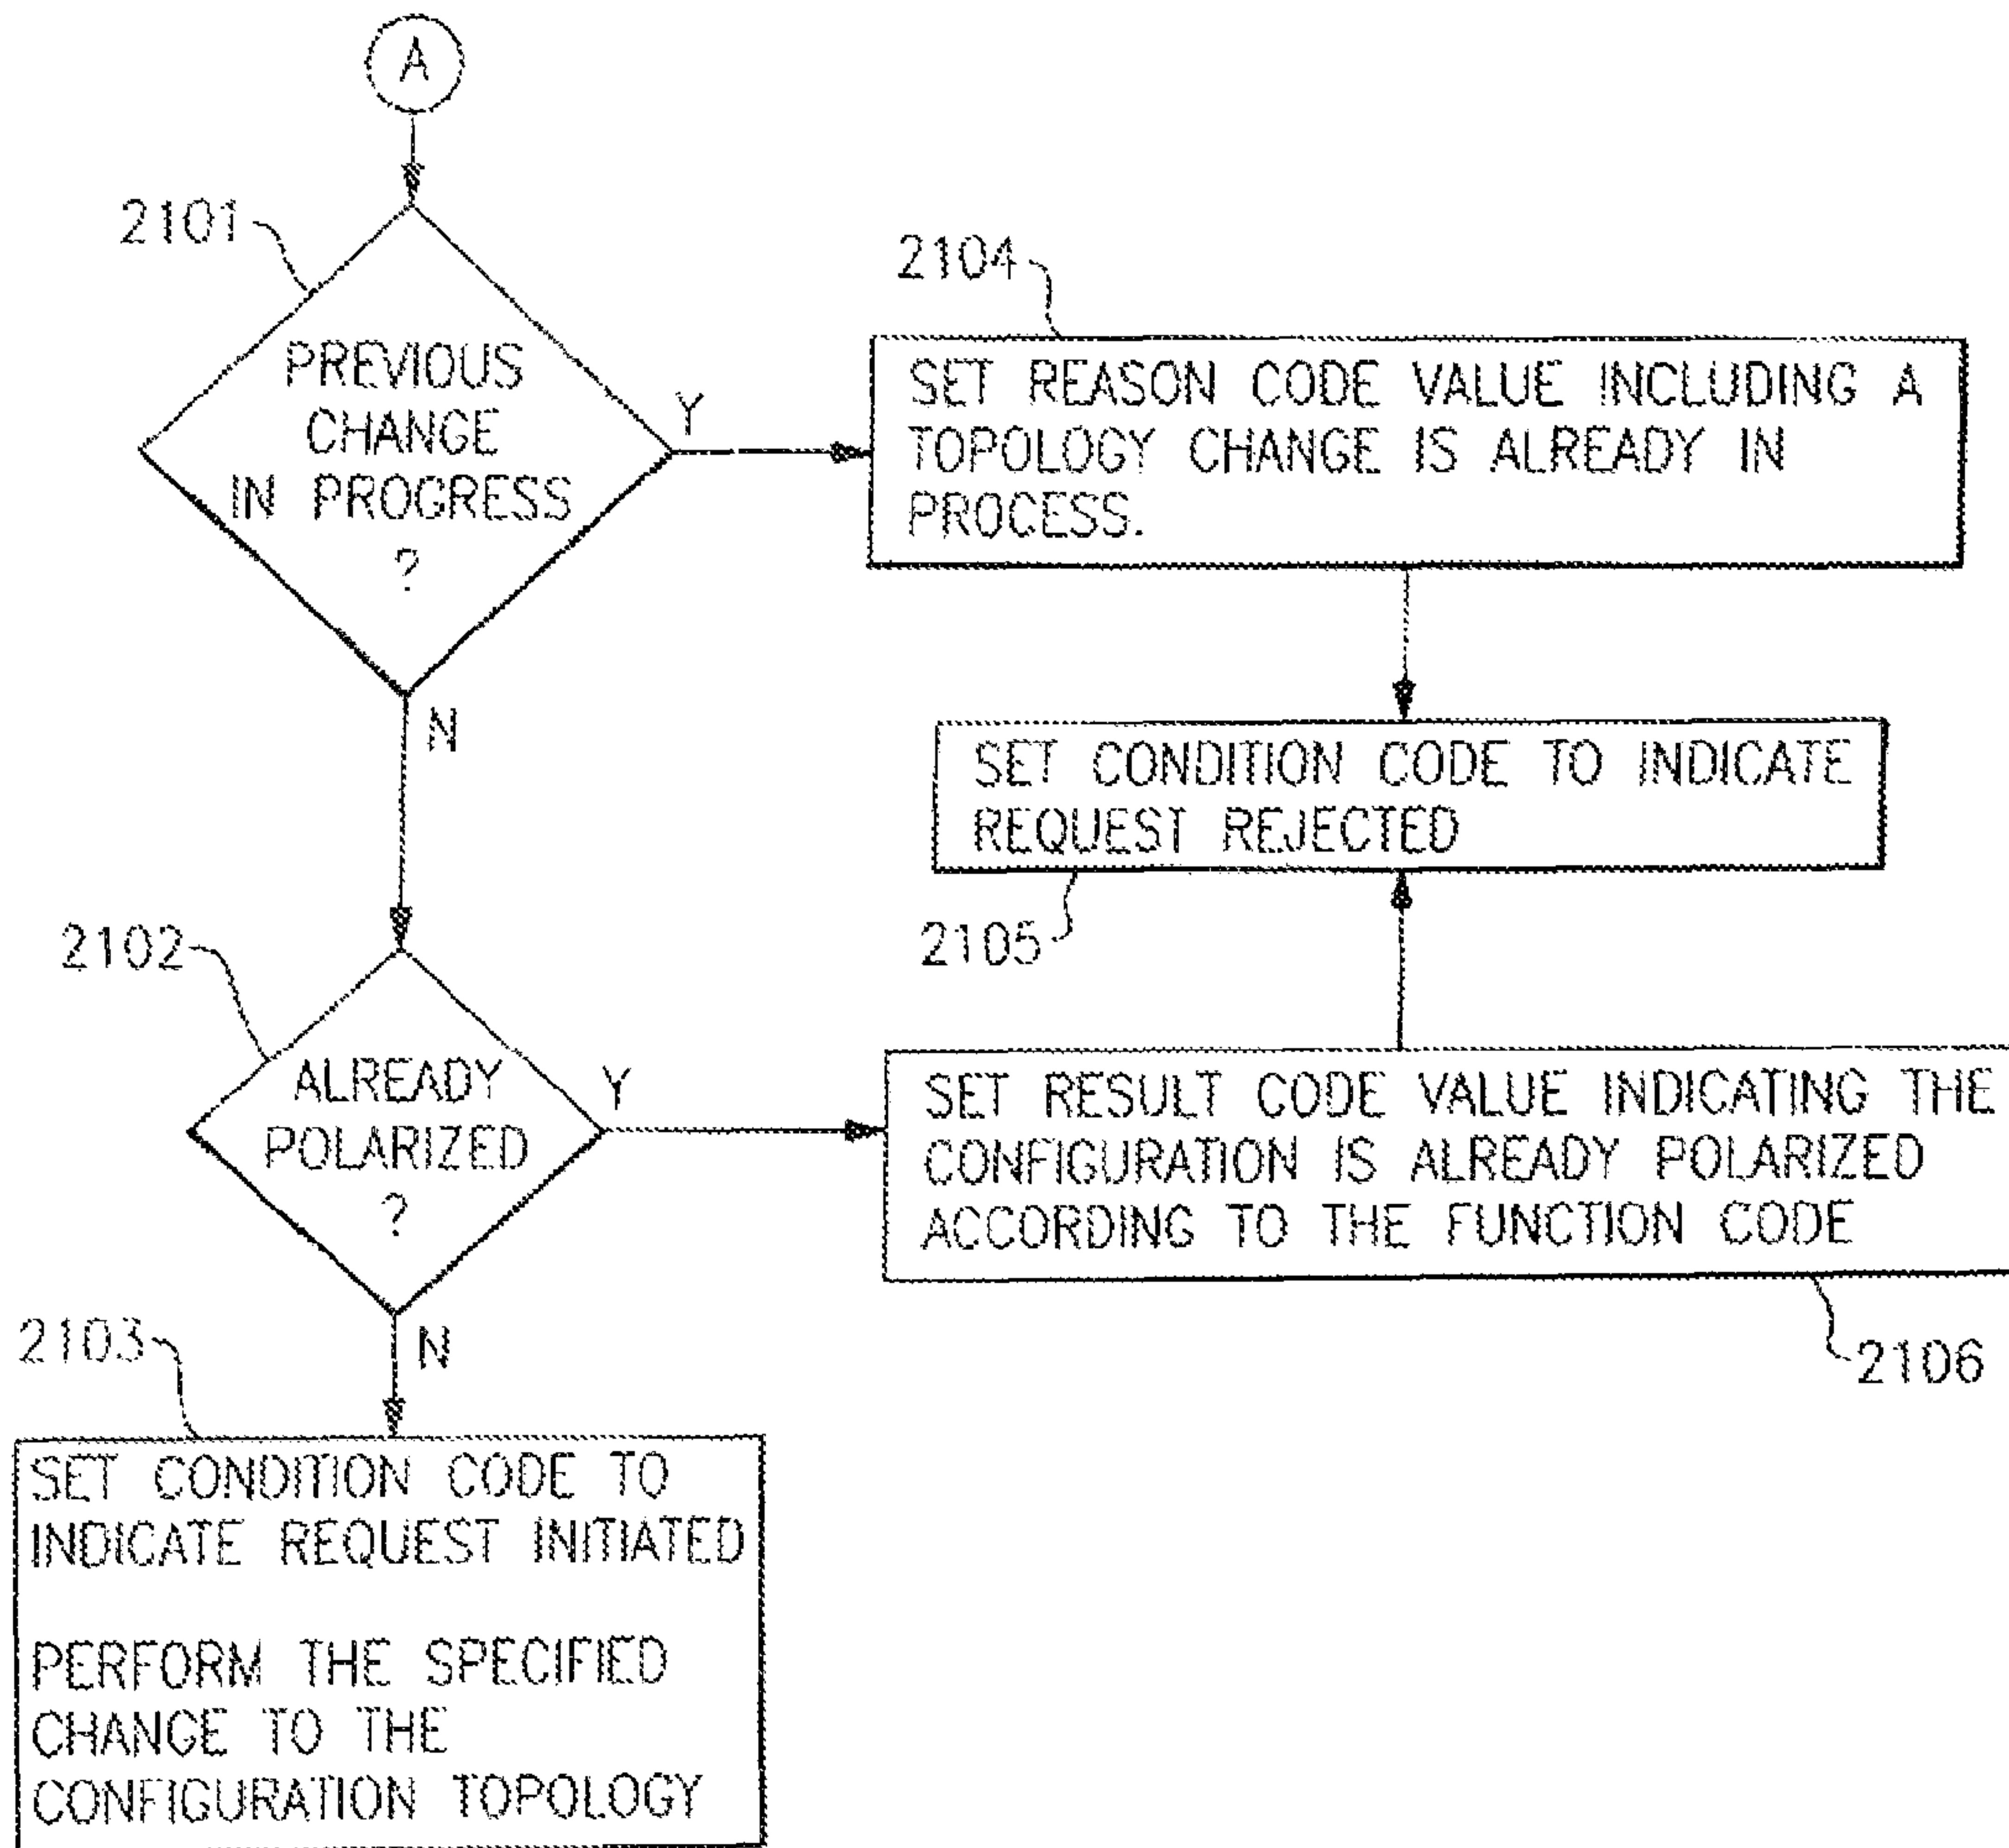 A
2101
PREVIOUS
CHANGE
IN PROGRESS
?
Y
N
2104
SET REASON CODE VALUE INCLUDING A
TOPOLOGY CHANGE IS ALREADY IN
PROCESS.
SET CONDITION CODE TO INDICATE
REQUEST REJECTED
2105
2102
ALREADY
POLARIZED
?
Y
N
SET RESULT CODE VALUE INDICATING THE
CONFIGURATION IS ALREADY POLARIZED
ACCORDING TO THE FUNCTION CODE
2106
2103
SET CONDITION CODE TO
INDICATE REQUEST INITIATED
PERFORM THE SPECIFIED
CHANGE TO THE
CONFIGURATION TOPOLOGY